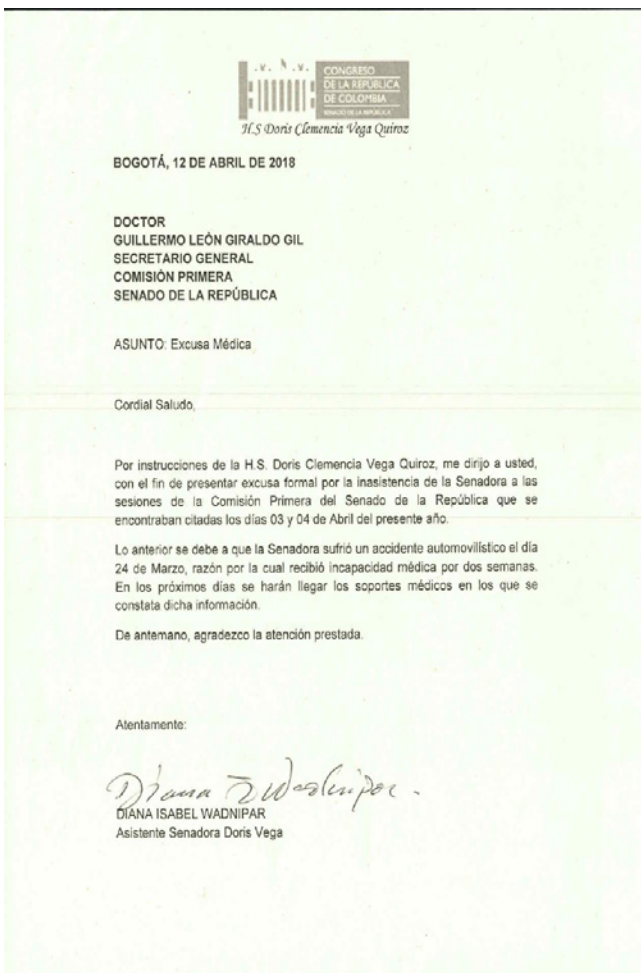 CONGRESO
DE LA REPÚBLICA
DE COLOMBIA
SENADO DE LA REPÚBLICA
H.S Doris Clemencia Vega Quiroz
BOGOTÁ, 12 DE ABRIL DE 2018
DOCTOR
GUILLERMO LEÓN GIRALDO GIL
SECRETARIO GENERAL
COMISIÓN PRIMERA
SENADO DE LA REPÚBLICA
ASUNTO: Excusa Médica
Cordial Saludo,
Por instrucciones de la H.S. Doris Clemencia Vega Quiroz, me dirijo a usted,
con el fin de presentar excusa formal por la inasistencia de la Senadora a las
sesiones de la Comisión Primera del Senado de la República que se
encontraban citadas los días 03 y 04 de Abril del presente año.
Lo anterior se debe a que la Senadora sufrió un accidente automovilístico el día
24 de Marzo, razón por la cual recibió incapacidad médica por dos semanas.
En los próximos días se harán llegar los soportes médicos en los que se
constata dicha información.
De antemano, agradezco la atención prestada.
Atentamente:
Diana I Wadnipar.
DIANA ISABEL WADNIPAR
Asistente Senadora Doris Vega